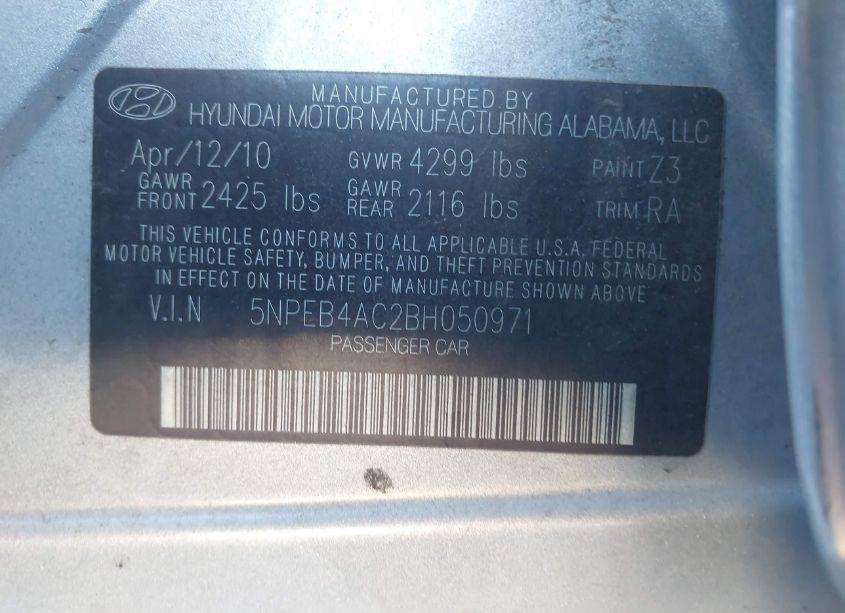 MANUFACTURED BY
HYUNDAI MOTOR MANUFACTURING ALABAMA, LLC
Apr/12/10 GVWR 4299 lbs PAINT Z3
GAWR FRONT 2425 lbs GAWR REAR 2116 lbs TRIM RA
THIS VEHICLE CONFORMS TO ALL APPLICABLE U.S.A. FEDERAL
MOTOR VEHICLE SAFETY, BUMPER, AND THEFT PREVENTION STANDARDS
IN EFFECT ON THE DATE OF MANUFACTURE SHOWN ABOVE.
V.I.N 5NPEB4AC2BH050971
PASSENGER CAR